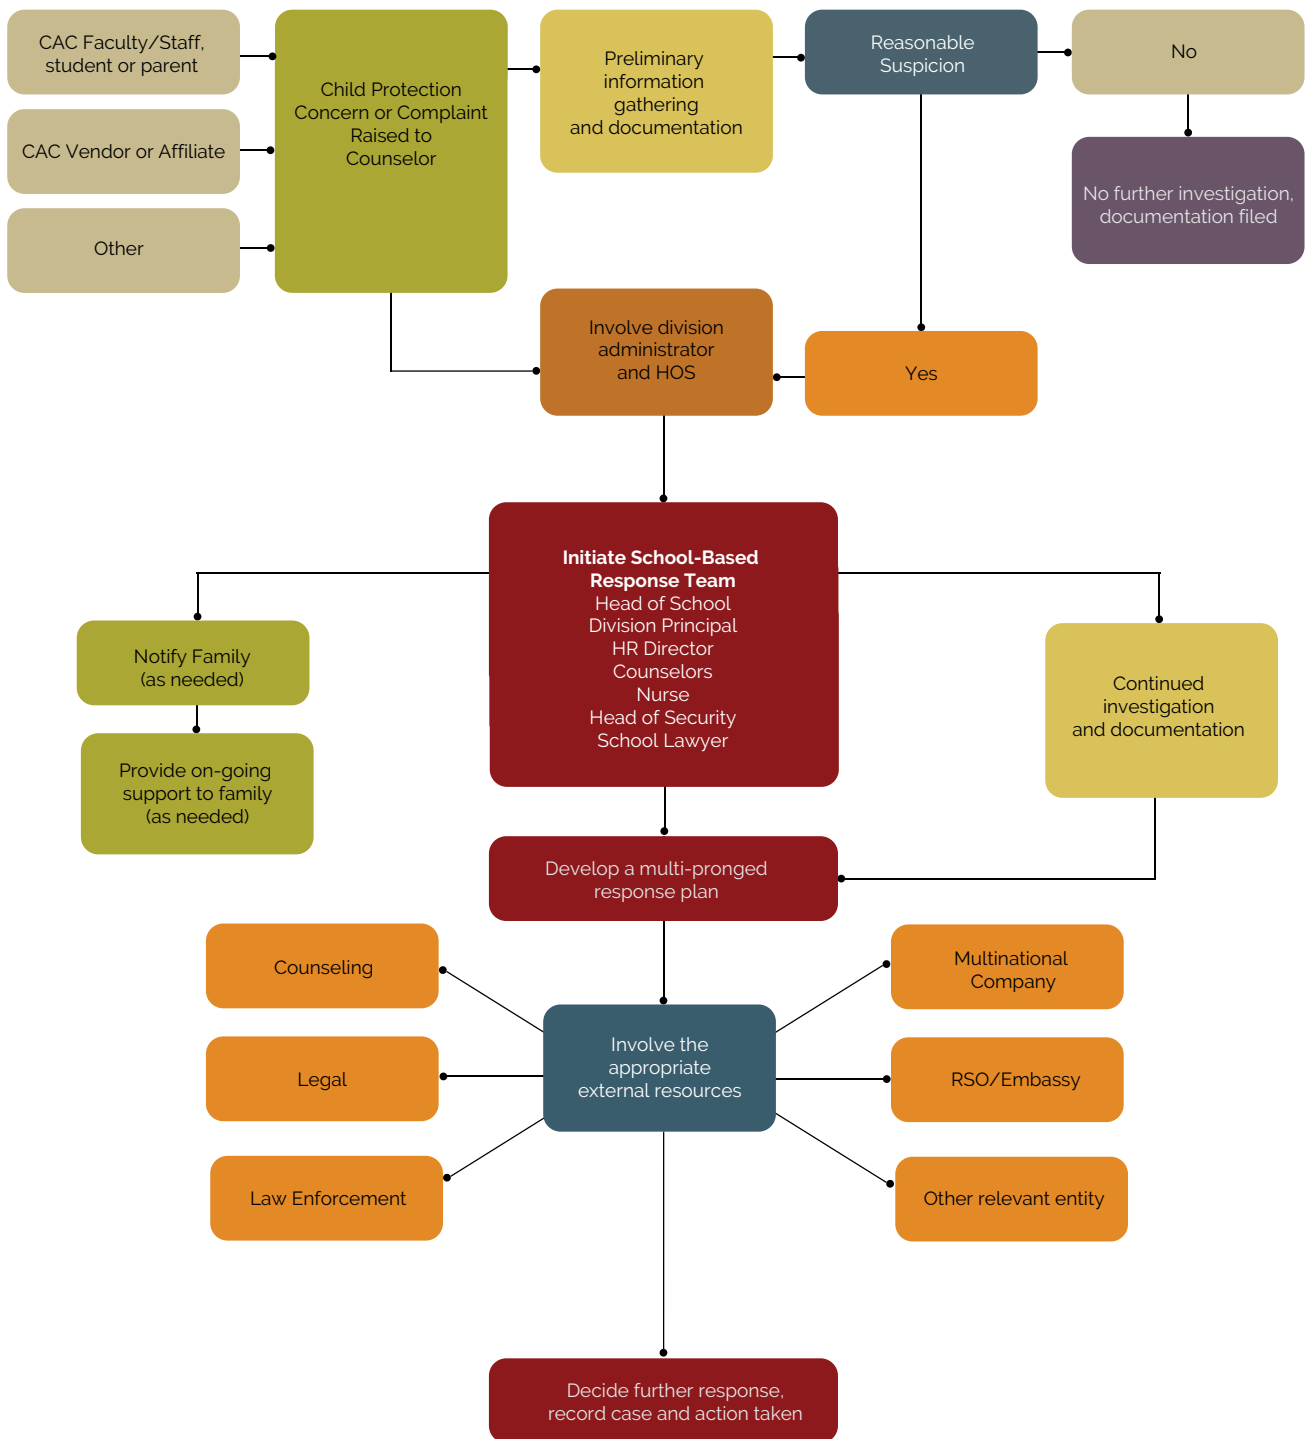 CAC Faculty/Staff,
student or parent
CAC Vendor or Affiliate
Other
Child Protection
Concern or Complaint
Raised to
Counselor
Preliminary
information
gathering
and documentation
Reasonable
Suspicion
No
No further investigation,
documentation filed
Involve division
administrator
and HOS
Yes
Initiate School-Based
Response Team
Head of School
Division Principal
HR Director
Counselors
Nurse
Head of Security
School Lawyer
Notify Family
(as needed)
Provide on-going
support to family
(as needed)
Continued
investigation
and documentation
Develop a multi-pronged
response plan
Counseling
Legal
Law Enforcement
Involve the
appropriate
external resources
Multinational
Company
RSO/Embassy
Other relevant entity
Decide further response,
record case and action taken